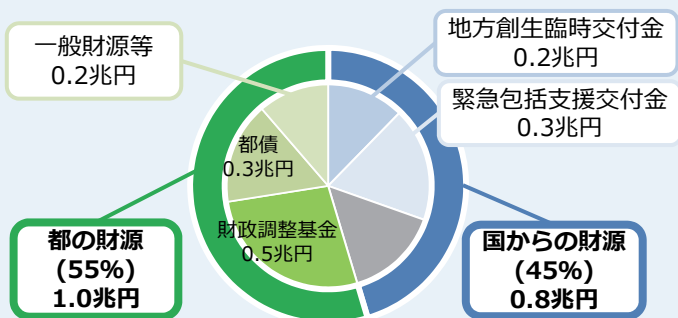 一般財源等
0.2兆円
地方創生臨時交付金
0.2兆円
緊急包括支援交付金
0.3兆円
都債
0.3兆円
財政調整基金
0.5兆円
都の財源
(55%)
1.0兆円
国からの財源
(45%)
0.8兆円